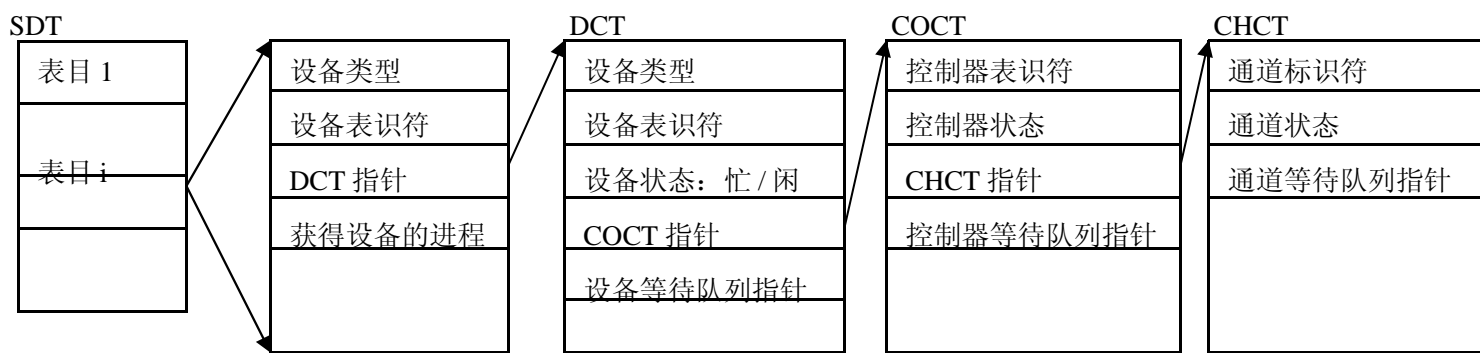 SDT
表目 1
表目 i
设备类型
设备表识符
DCT 指针
获得设备的进程
DCT
设备类型
设备表识符
设备状态：忙 / 闲
COCT 指针
设备等待队列指针
COCT
控制器表识符
控制器状态
CHCT 指针
控制器等待队列指针
CHCT
通道标识符
通道状态
通道等待队列指针